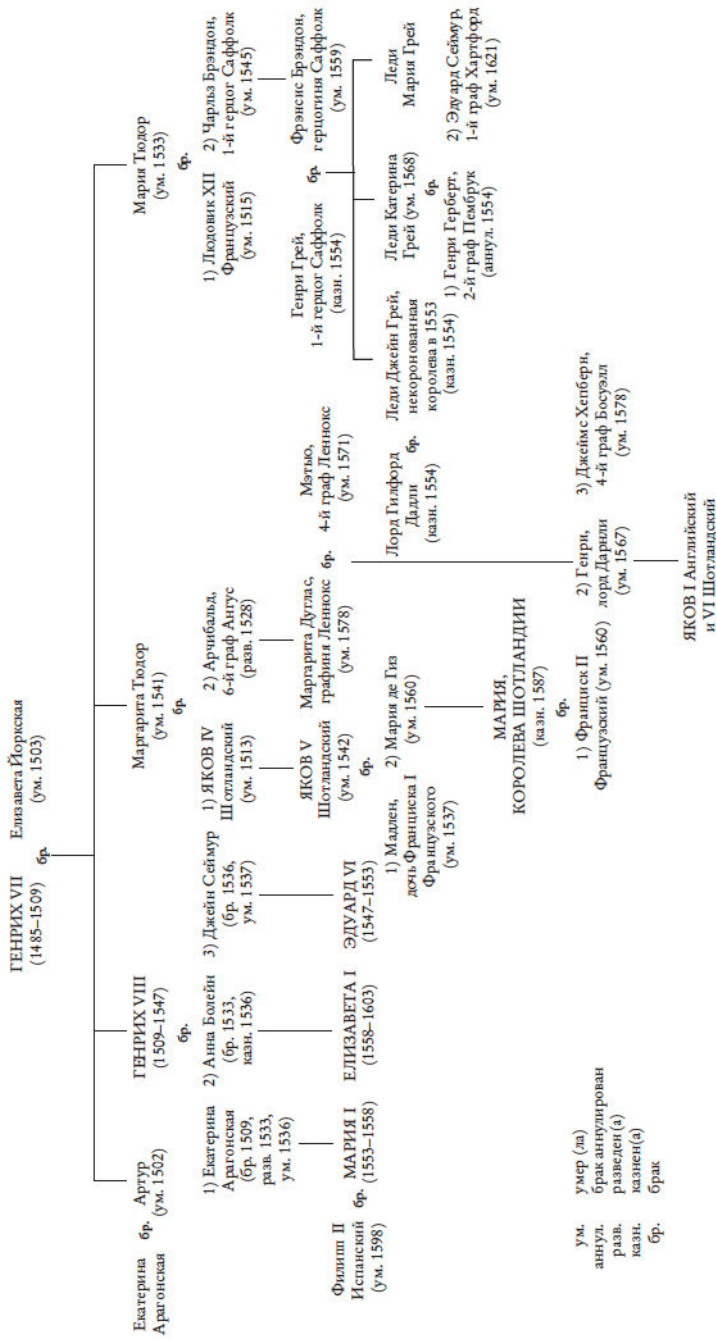 ГЕНРИХ VII
(1485–1509)
бр.
Елизавета Йоркская
(ум. 1503)
Екатерина
Арагонская
бр.
Артур
(ум. 1502)
ГЕНРИХ VIII
(1509–1547)
бр.
Маргарита Тюдор
(ум. 1541)
бр.
Мария Тюдор
(ум. 1533)
бр.
1) Екатерина
Арагонская
(бр. 1509,
разв. 1533,
ум. 1536)
2) Анна Болейн
(бр. 1533,
казн. 1536)
3) Джейн Сеймур
(бр. 1536,
ум. 1537)
1) ЯКОВ IV
Шотландский
(ум. 1513)
2) Арчибальд,
6-й граф Ангус
(разв. 1528)
1) Людовик XII
Французский
(ум. 1515)
2) Чарльз Брэндон,
1-й герцог Саффолк
(ум. 1545)
Филипп II
Испанский
(ум. 1598)
бр.
МАРИЯ I
(1553–1558)
ЕЛИЗАВЕТА I
(1558–1603)
ЭДУАРД VI
(1547–1553)
ЯКОВ V
Шотландский
(ум. 1542)
бр.
Маргарита Дуглас,
графиня Леннокс
(ум. 1578)
бр.
Мэтью,
4-й граф Леннокс
(ум. 1571)
Генри Грей,
1-й герцог Саффолк
(казн. 1554)
бр.
Фрэнсис Брэндон,
герцогиня Саффолк
(ум. 1559)
1) Мадлен,
дочь Франциска I
Французского
(ум. 1537)
2) Мария де Гиз
(ум. 1560)
Лорд Гилфорд
Дадли
(казн. 1554)
бр.
Леди Джейн Грей,
некоронованная
королева в 1553
(казн. 1554)
Леди Катерина
Грей (ум. 1568)
бр.
Леди
Мария Грей
1) Генри Герберт,
2-й граф Пембрук
(аннул. 1554)
2) Эдуард Сеймур,
1-й граф Хартфорд
(ум. 1621)
МАРИЯ,
КОРОЛЕВА ШОТЛАНДИИ
(казн. 1587)
бр.
1) Франциск II
Французский (ум. 1560)
2) Генри,
лорд Дарнли
(ум. 1567)
3) Джеймс Хепберн,
4-й граф Босуэлл
(ум. 1578)
ЯКОВ I Английский
и VI Шотландский
ум. умер (ла)
аннул. брак аннулирован
разв. разведен(а)
казн. казнен(а)
бр. брак